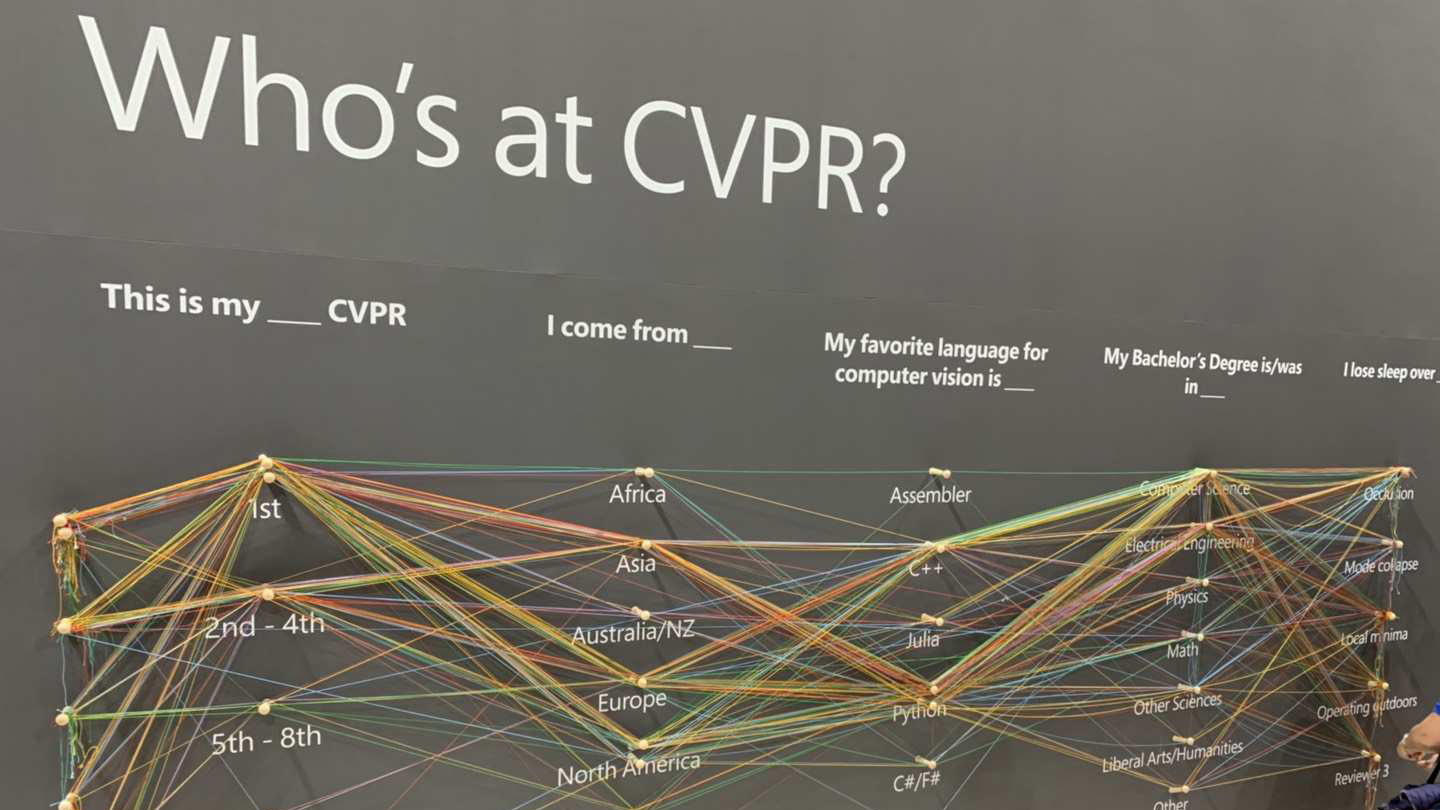 Who's at CVPR?
This is my ___ CVPR
1st
2nd - 4th
5th - 8th
I come from ___
Africa
Asia
Australia/NZ
Europe
North America
My favorite language for
computer vision is ___
Assembler
C++
Julia
Python
C#/F#
My Bachelor's Degree is/was
in ___
Computer Science
Electrical Engineering
Physics
Math
Other Sciences
Liberal Arts/Humanities
Other
I lose sleep over _
Occlusion
Mode collapse
Local minima
Operating outdoors
Reviewer 3